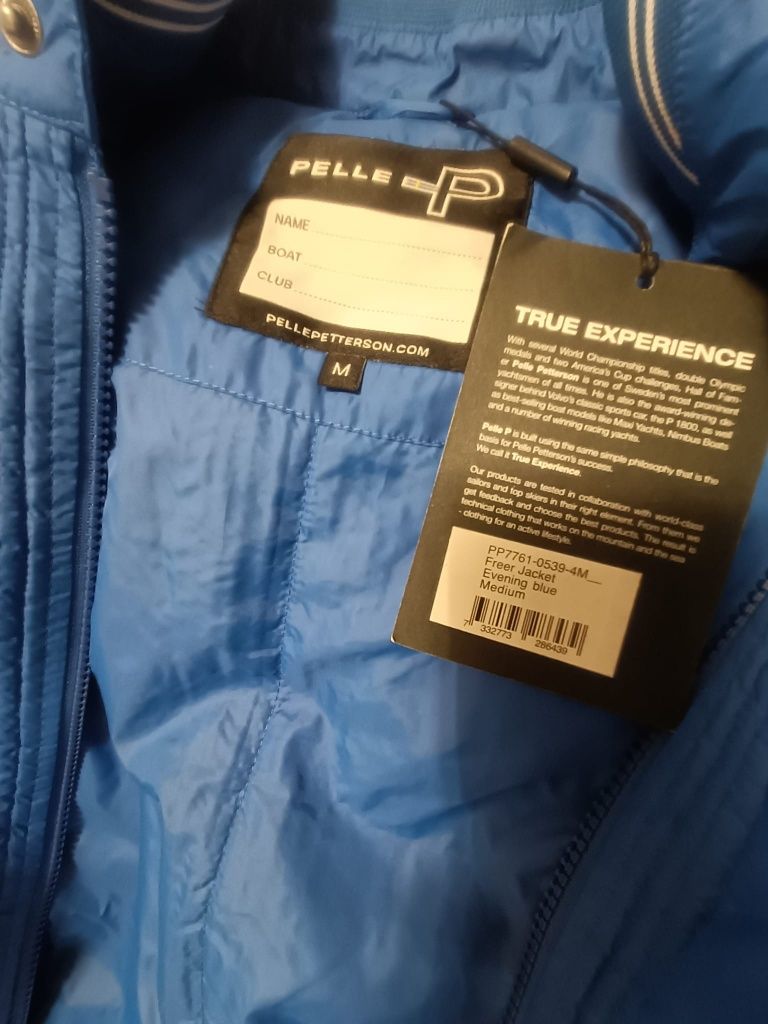 PELLE P
NAME
BOAT
CLUB
PELLEPETTERSON.COM
M
TRUE EXPERIENCE
With several World Championship titles, double Olympic
medals and two America's Cup challenges, Hall of Fam-
er Pelle Petterson is one of Sweden's most prominent
yachtsmen of all times. He is also the award-winning de-
signer behind Volvo's classic sports car, the P 1800, as well
as best-selling boat models like Maxi Yachts, Nimbus Boats
and a number of winning racing yachts.
Pelle P is built using the same simple philosophy that is the
basis for Pelle Petterson's success.
We call it True Experience.
Our products are tested in collaboration with world-class
sailors and top skiers in their right element. From them we
get feedback and choose the best products. The result is
technical clothing that works on the mountain and the sea
- clothing for an active lifestyle.
PP7761-0539-4M__
Freer Jacket
Evening blue
Medium
7 332773 286439